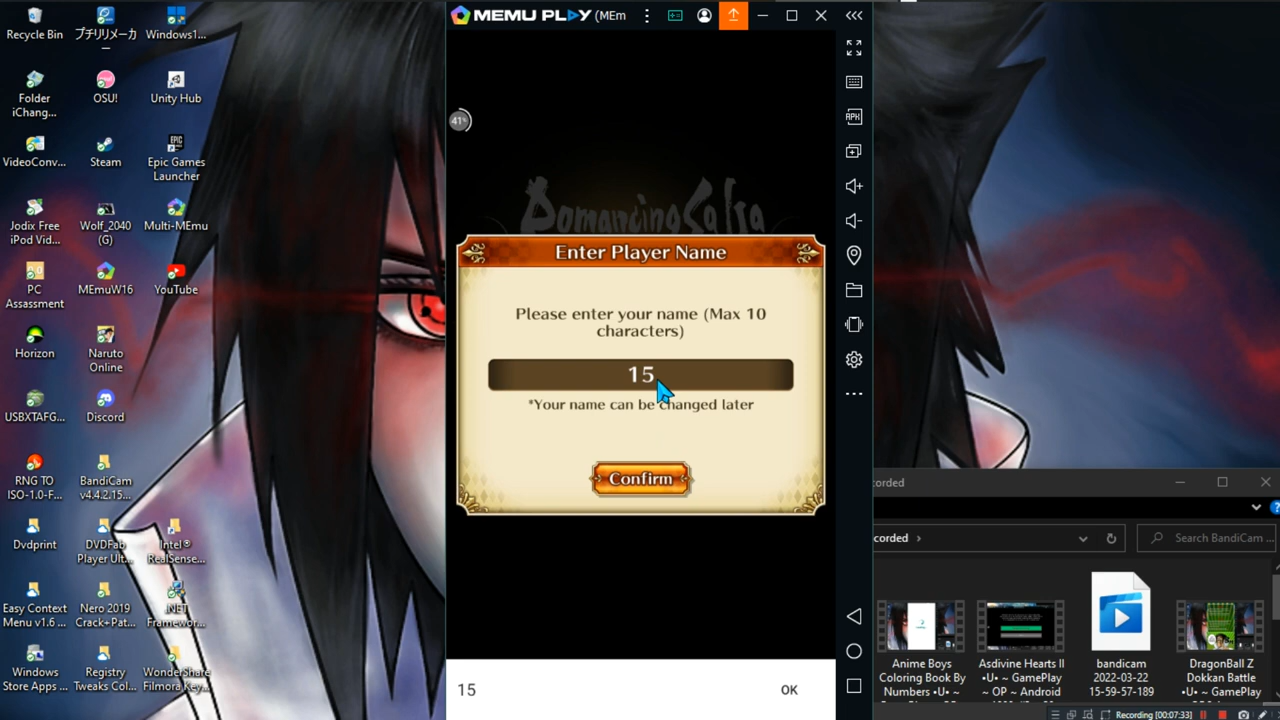 Recycle Bin
プチリリメーカ
ー
Windows1...
Folder
iChang...
OSU!
Unity Hub
VideoConv...
Steam
Epic Games
Launcher
Jodix Free
iPod Vid...
Wolf_2040
(G)
Multi-MEmu
PC
Assassment
MEmuW16
YouTube
Horizon
Naruto
Online
USBXTAFG...
Discord
RNG TO
ISO-1.0-F...
BandiCam
v4.4.2.15...
Dvdprint
DVDFab
Player Ult...
Intel®
RealSense...
Easy Context
Menu v1.6 ...
Nero 2019
Crack+Pat...
.NET
Framewor...
Windows
Store Apps ...
Registry
Tweaks Col...
WonderShare
Filmora Key...
MEMU PLAY (MEm
41%
RomancingSaGa
Enter Player Name
Please enter your name (Max 10
characters)
15
*Your name can be changed later
Confirm
15
OK
APK
corded
corded
Search BandiCam ...
Anime Boys
Coloring Book By
Numbers •U• ~
Asdivine Hearts II
•U• ~ GamePlay
~ OP ~ Android
bandicam
2022-03-22
15-59-57-189
DragonBall Z
Dokkan Battle
•U• ~ GamePlay
Recording [00:07:33]